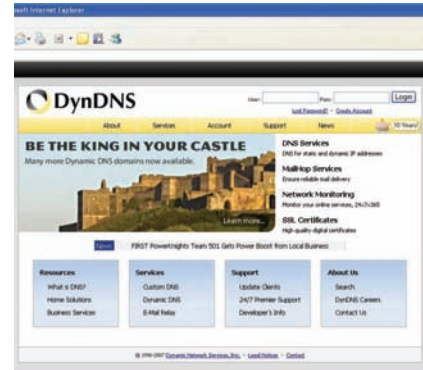 soft Internet Explorer
DynDNS
User:
Pass:
Login
Lost Password? - Create Account
About Services Account Support News 10 Years!
BE THE KING IN YOUR CASTLE
Many more Dynamic DNS domains now available.
Learn more...
DNS Services
DNS for static and dynamic IP addresses
MailHop Services
Ensure reliable mail delivery
Network Monitoring
Monitor your online services, 24x7x365
SSL Certificates
High-quality digital certificates
News FIRST Powerknights Team 501 Gets Power Boost from Local Business
Resources
What is DNS?
Home Solutions
Business Services
Services
Custom DNS
Dynamic DNS
E-Mail Relay
Support
Update Clients
24/7 Premier Support
Developer's Info
About Us
Search
DynDNS Careers
Contact Us
© 1998-2007 Dynamic Network Services, Inc. - Legal Notices - Contact